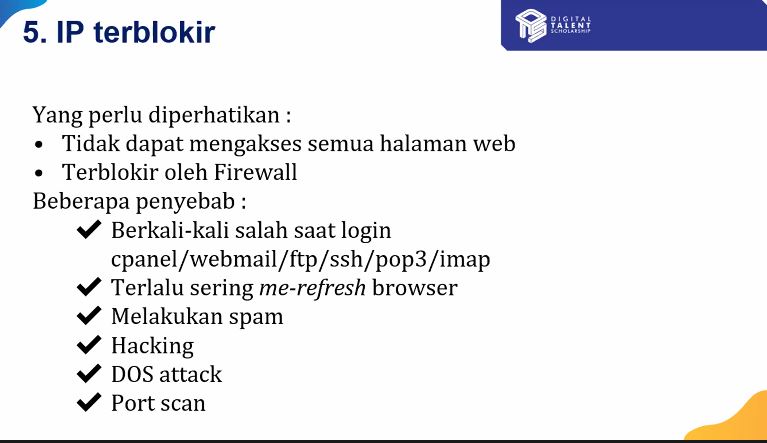 5. IP terblokir
DIGITAL
TALENT
SCHOLARSHIP
Yang perlu diperhatikan :
• Tidak dapat mengakses semua halaman web
• Terblokir oleh Firewall
Beberapa penyebab :
✔ Berkali-kali salah saat login
cpanel/webmail/ftp/ssh/pop3/imap
✔ Terlalu sering me-refresh browser
✔ Melakukan spam
✔ Hacking
✔ DOS attack
✔ Port scan